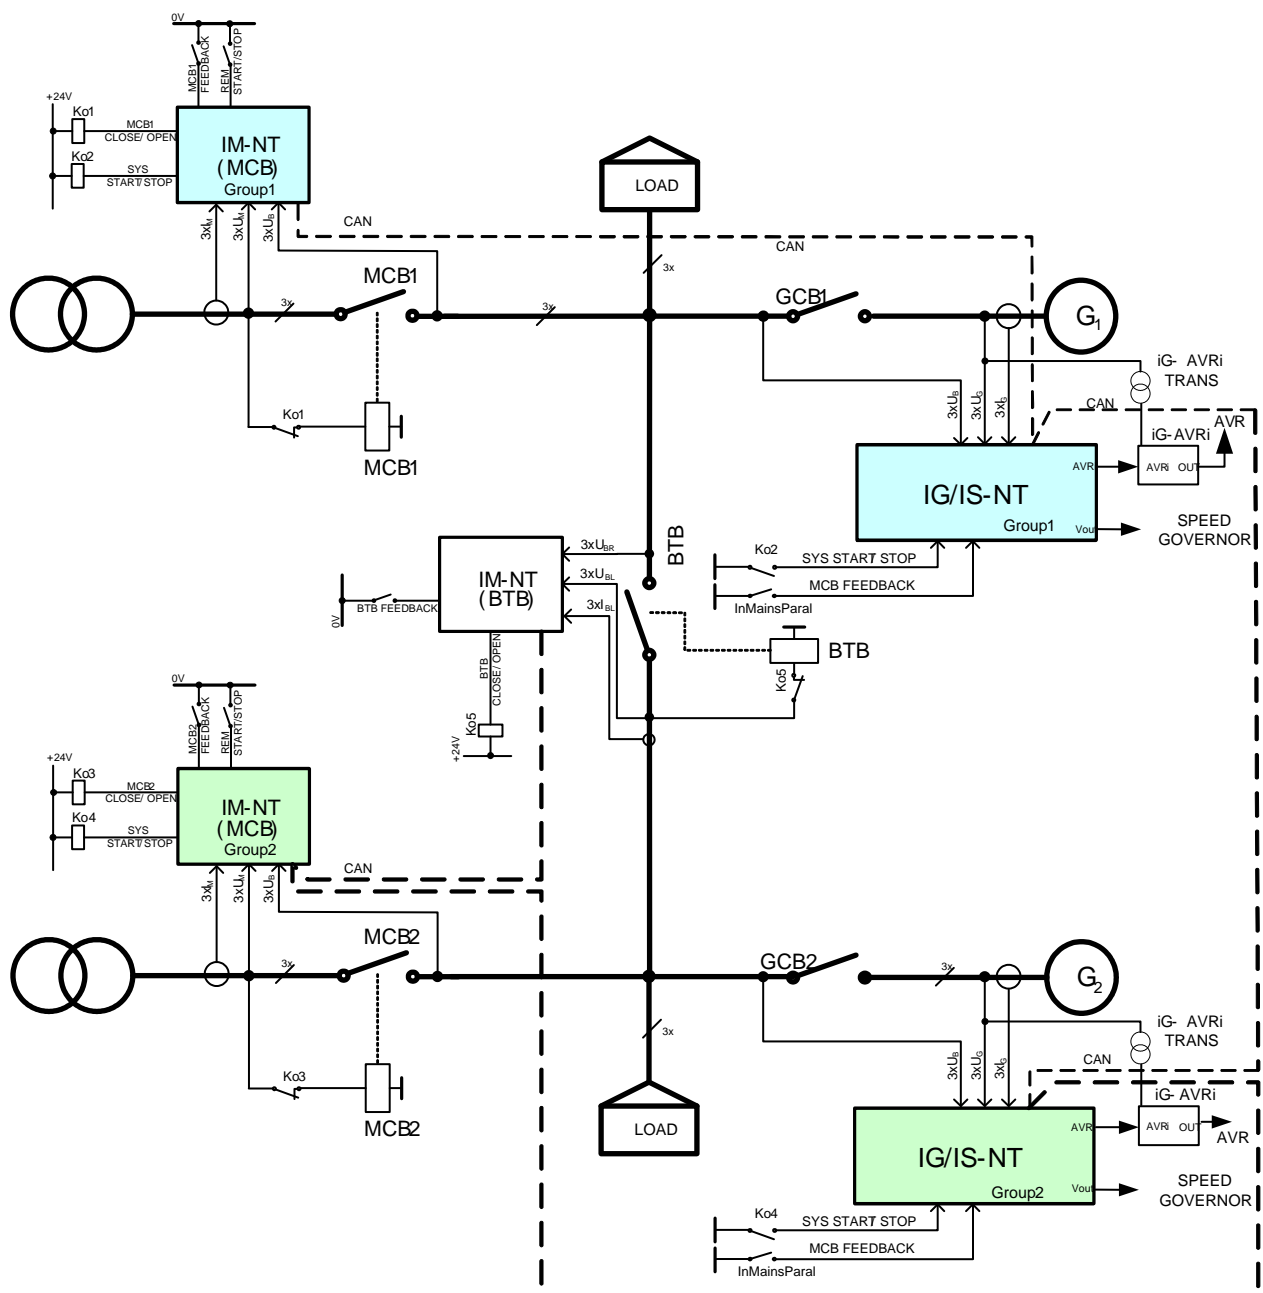 0V
MCB1
FEEDBACK
REM
START/STOP
+24V
Ko1
MCB1
CLOSE/ OPEN
Ko2
SYS
START/STOP
IM-NT
(MCB)
Group1
3xIM
3xUM
3xUB
CAN
CAN
LOAD
3x
MCB1
3x
3x
GCB1
G1
Ko1
MCB1
3xUB
3xUG
3xIG
iG- AVRi
TRANS
CAN
iG-AVRi
AVR
AVRi OUT
IG/IS-NT
Group1
AVR
Vout
SPEED
GOVERNOR
BTB
Ko2
SYS START STOP
MCB FEEDBACK
InMainsParal
IM-NT
(BTB)
3xUBR
3xUBL
3xIBL
0V
BTB FEEDBACK
BTB
CLOSE/ OPEN
Ko5
+24V
BTB
Ko5
0V
MCB2
FEEDBACK
REM
START/STOP
+24V
Ko3
MCB2
CLOSE/ OPEN
Ko4
SYS
START/STOP
IM-NT
(MCB)
Group2
3xIM
3xUM
3xUB
CAN
MCB2
3x
GCB2
3x
G2
3x
Ko3
MCB2
LOAD
3xUB
3xUG
3xIG
iG- AVRi
TRANS
CAN
iG- AVRi
AVRi OUT
AVR
IG/IS-NT
Group2
AVR
Vout
SPEED
GOVERNOR
Ko4
SYS START STOP
MCB FEEDBACK
InMainsParal